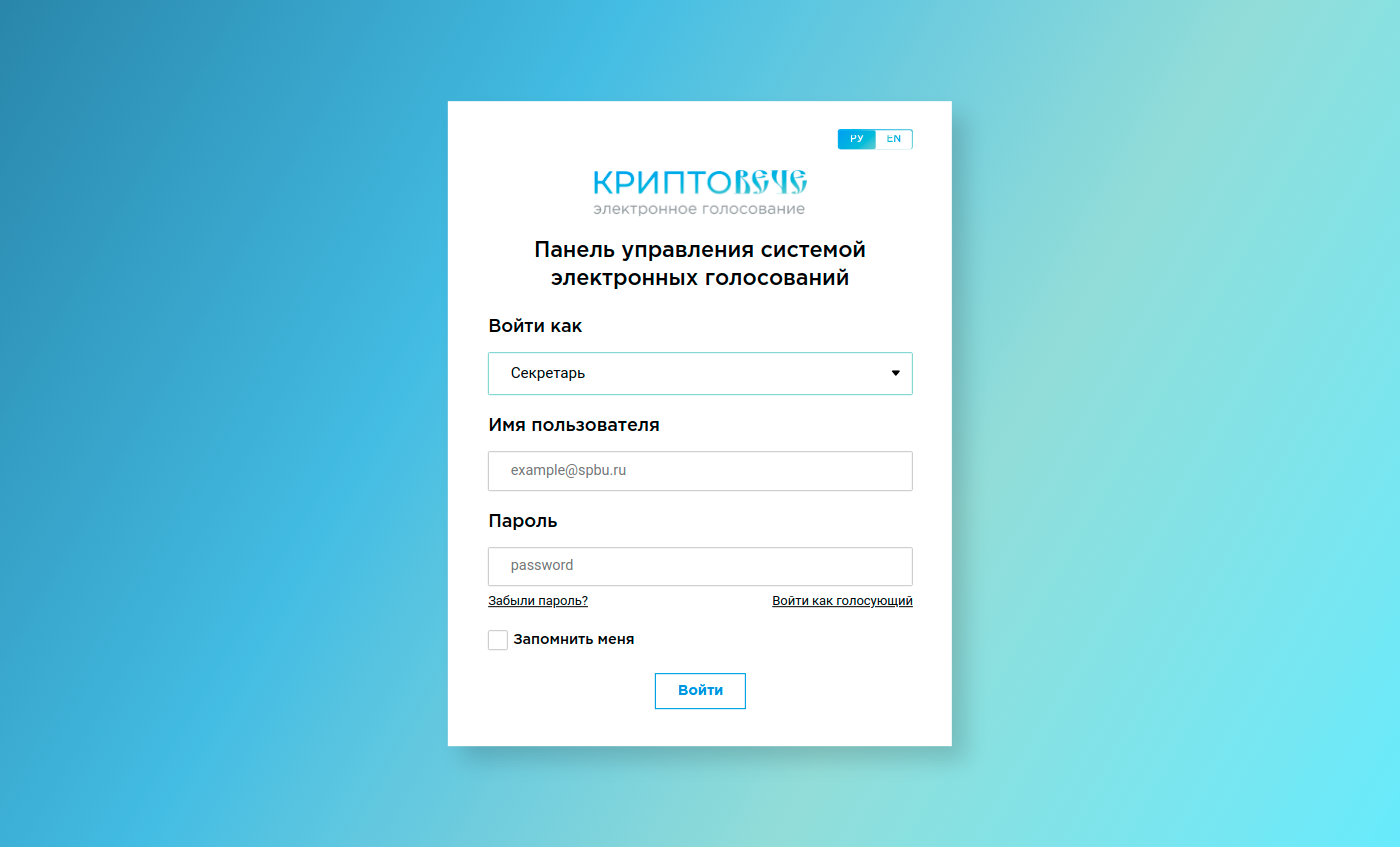 РУ EN
КРИПТОВЕЧЕ
электронное голосование
Панель управления системой
электронных голосований
Войти как
Секретарь
Имя пользователя
example@spbu.ru
Пароль
password
Забыли пароль? Войти как голосующий
Запомнить меня
Войти